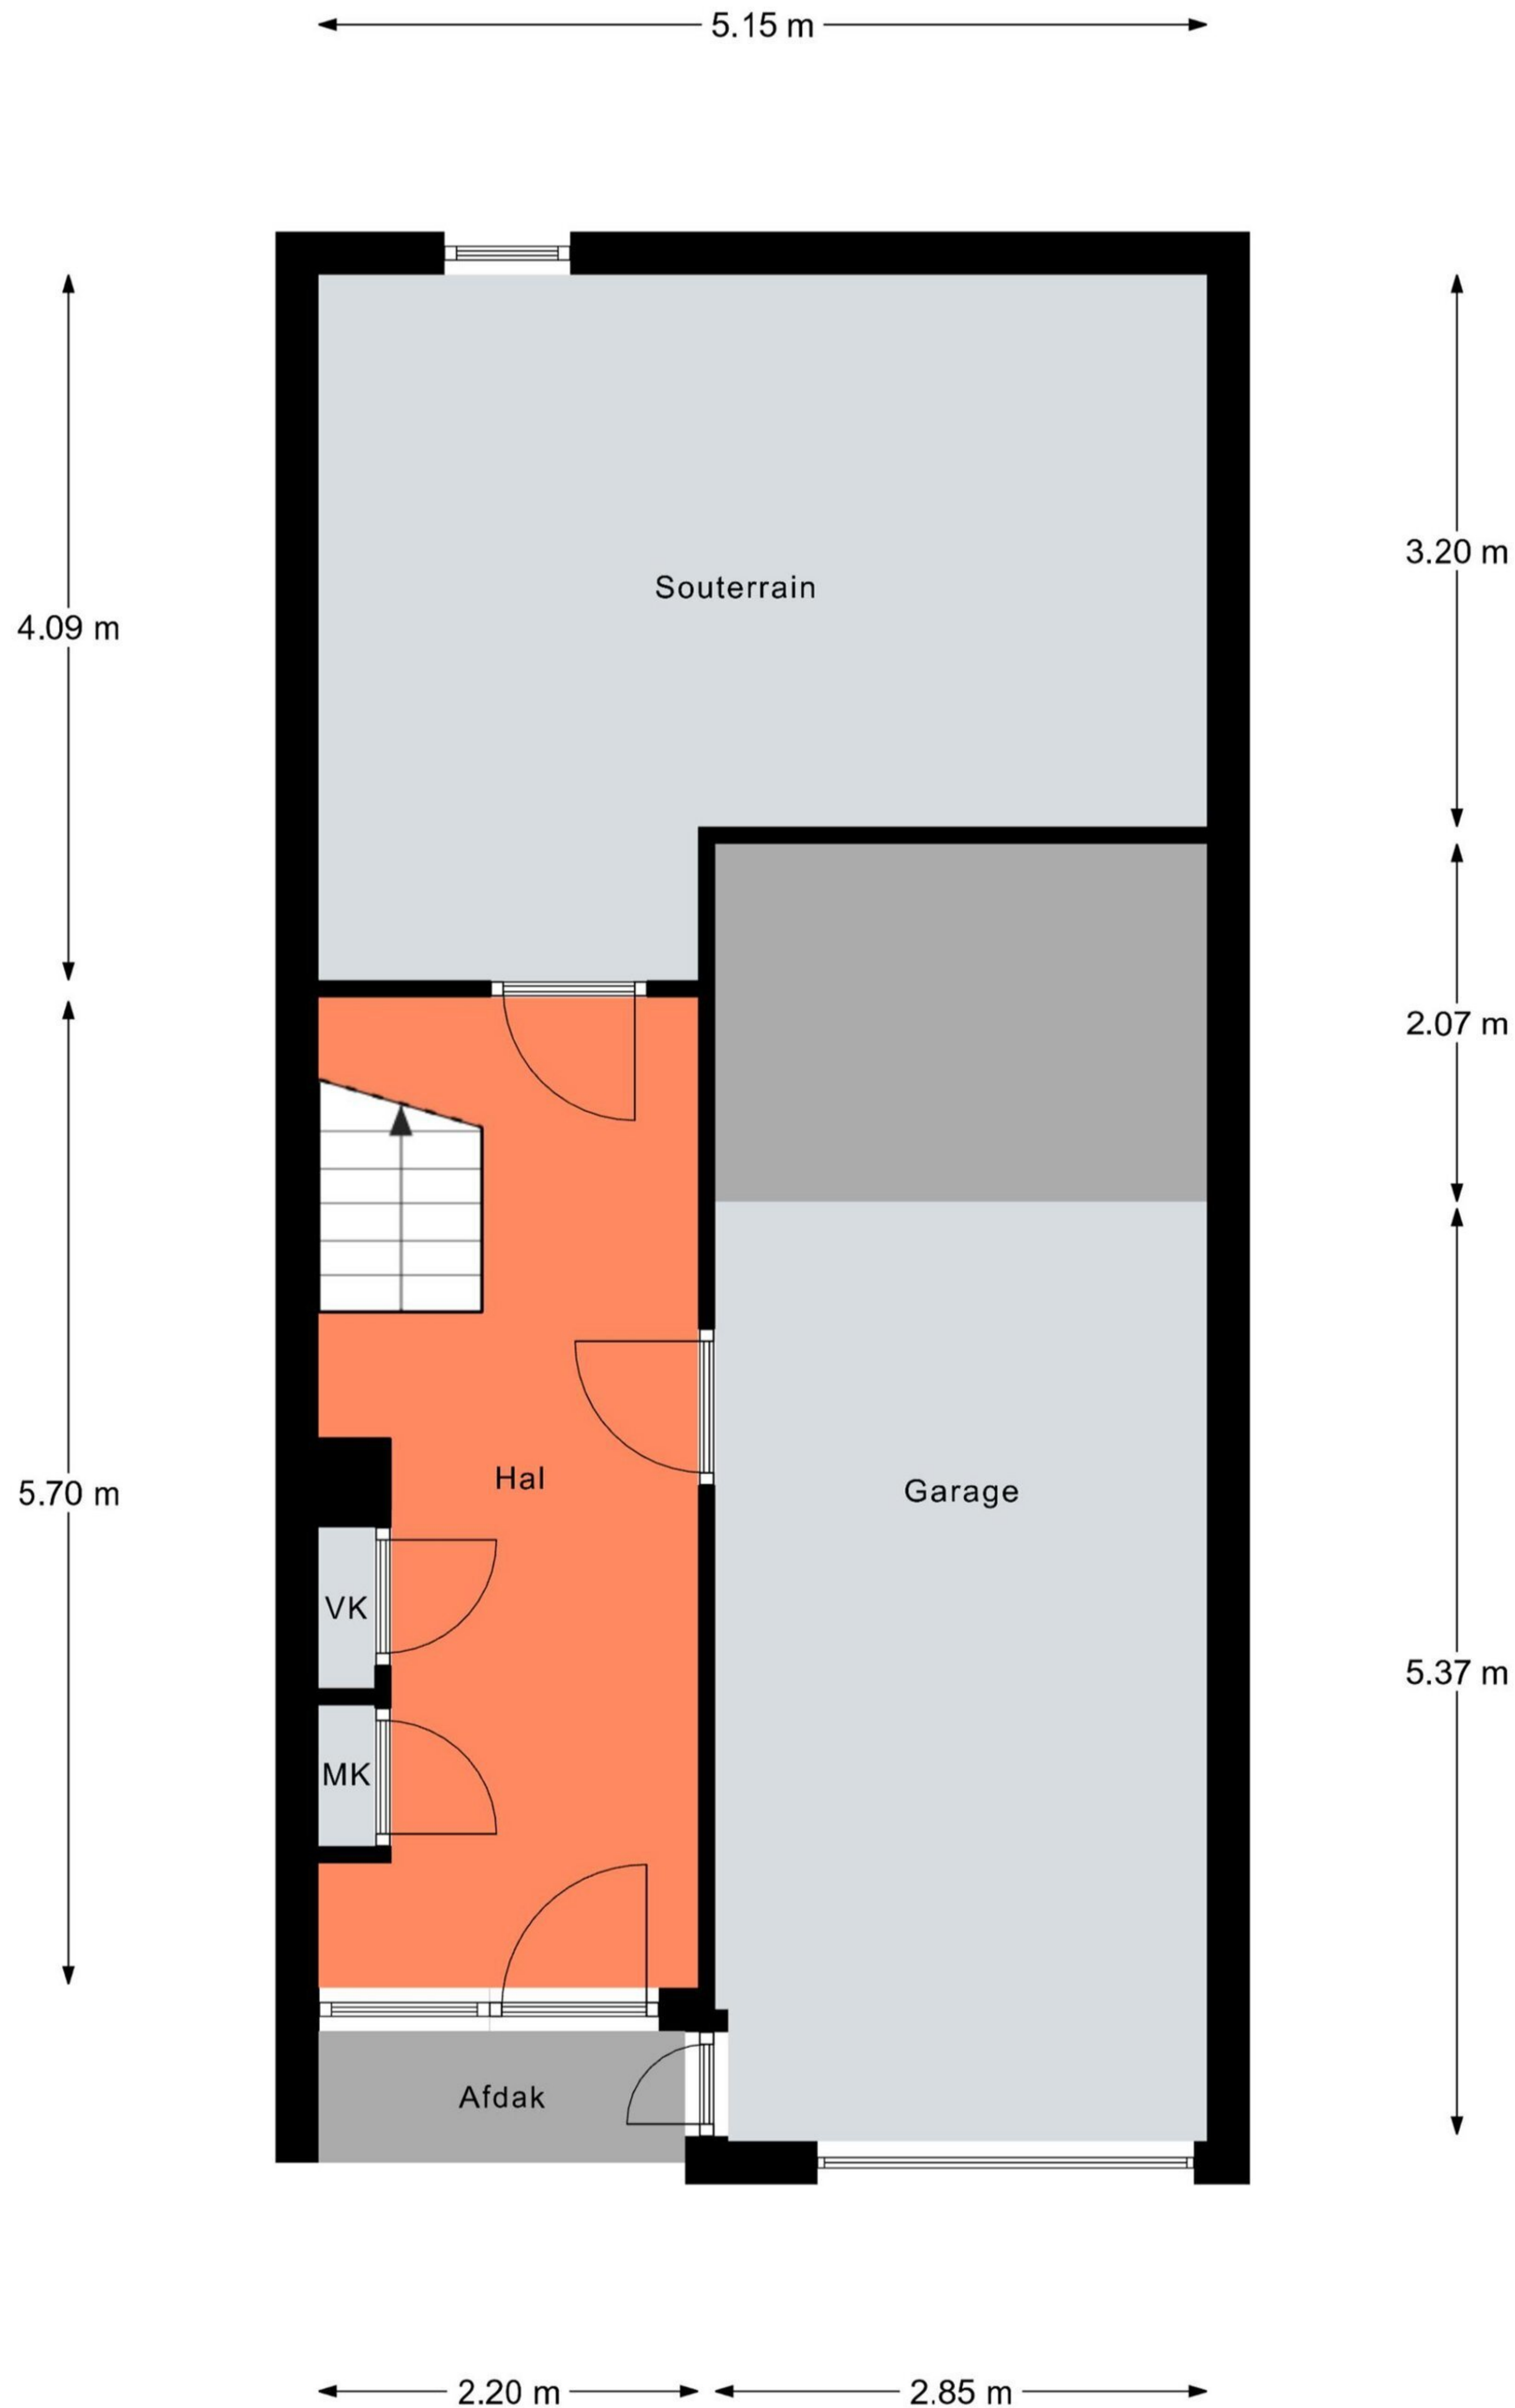 5.15 m
3.20 m
Souterrain
4.09 m
2.07 m
Hal
Garage
5.70 m
VK
5.37 m
MK
Afdak
2.20 m
2.85 m